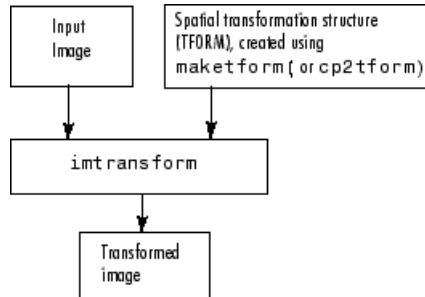 Input
Image
Spatial transformation structure
(TFORM), created using
maketform( or cp2tform)
imtransform
Transformed
image